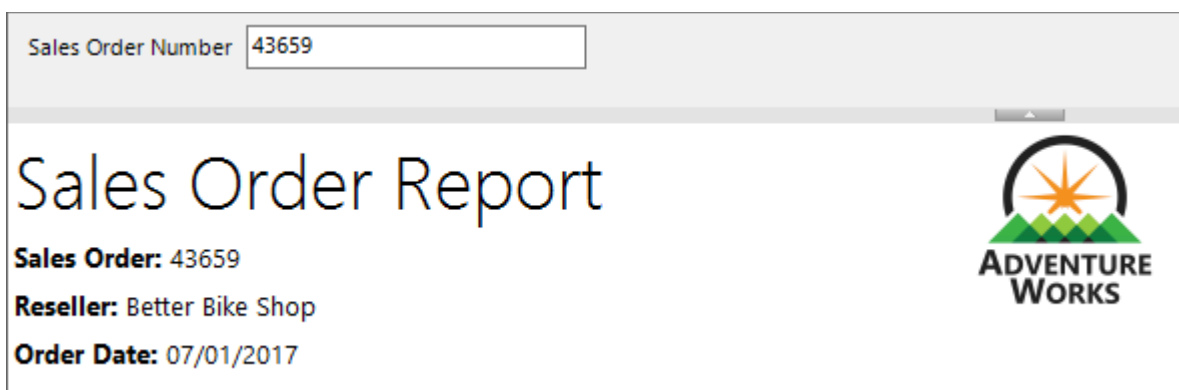 Sales Order Number 43659
Sales Order Report
ADVENTURE
WORKS
Sales Order: 43659
Reseller: Better Bike Shop
Order Date: 07/01/2017